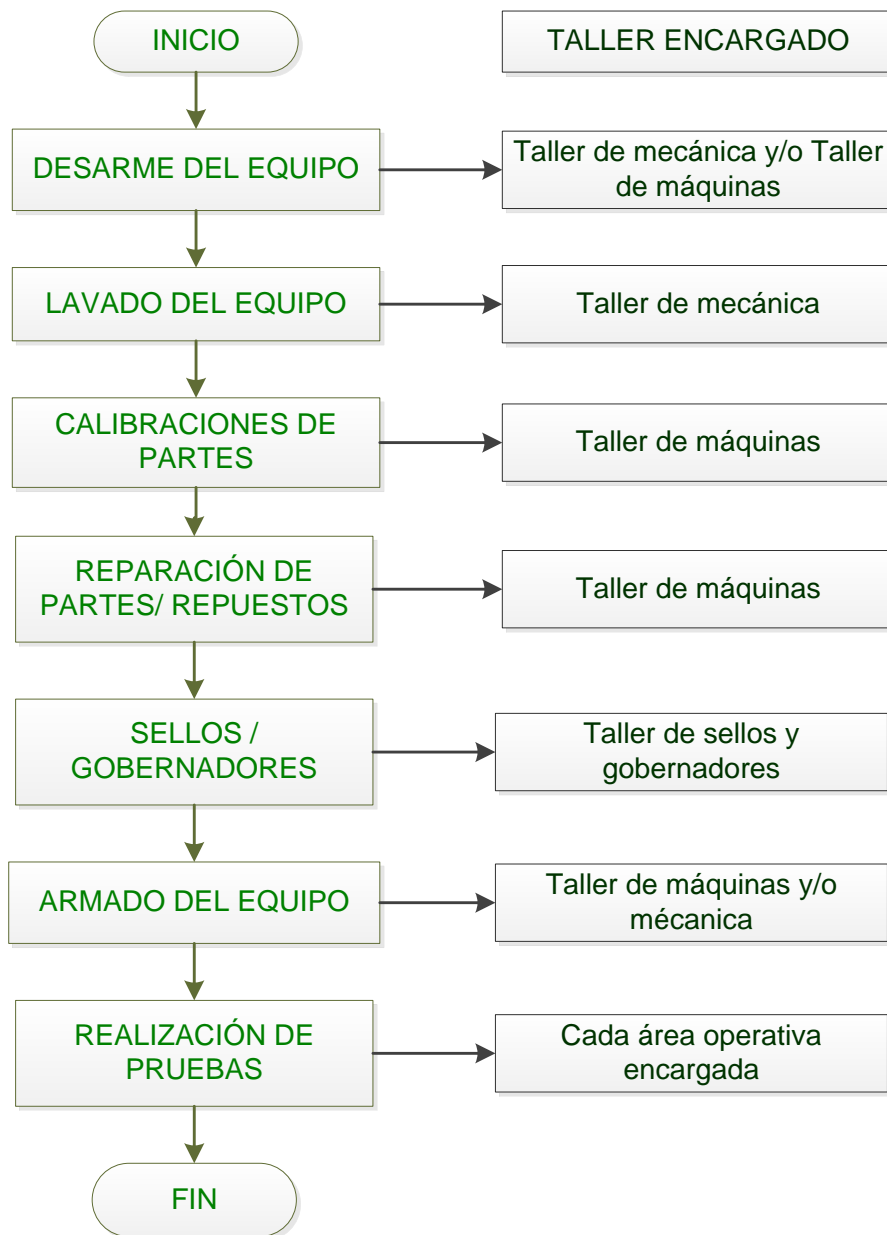 INICIO
TALLER ENCARGADO
DESARME DEL EQUIPO
Taller de mecánica y/o Taller
de máquinas
LAVADO DEL EQUIPO
Taller de mecánica
CALIBRACIONES DE
PARTES
Taller de máquinas
REPARACIÓN DE
PARTES/ REPUESTOS
Taller de máquinas
SELLOS /
GOBERNADORES
Taller de sellos y
gobernadores
ARMADO DEL EQUIPO
Taller de máquinas y/o
mécanica
REALIZACIÓN DE
PRUEBAS
Cada área operativa
encargada
FIN